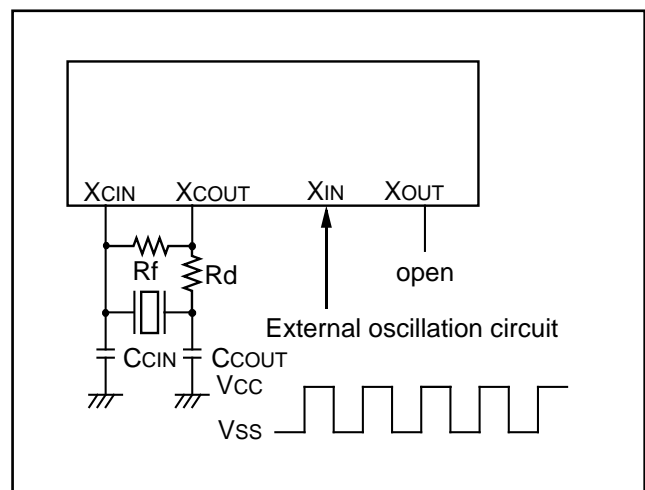 XCIN XCOUT XIN XOUT
Rf Rd
open
External oscillation circuit
CCIN CCOUT
VCC
VSS